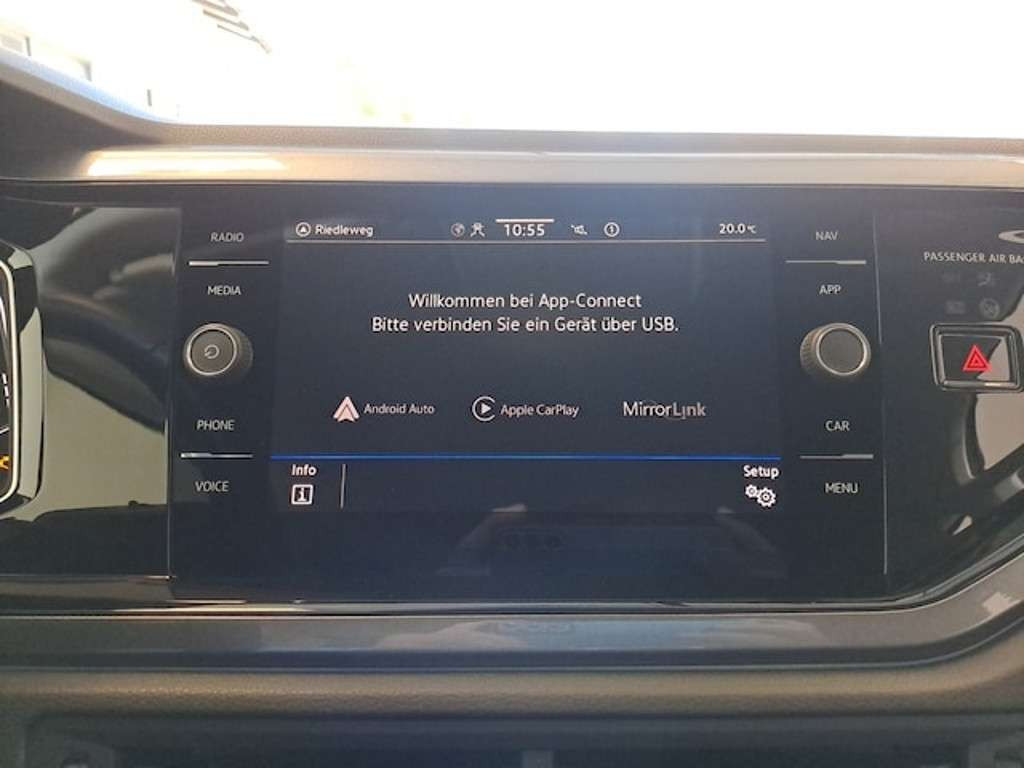 Riedleweg 10:55 1 20.0°C
RADIO
MEDIA
PHONE
VOICE
Willkommen bei App-Connect
Bitte verbinden Sie ein Gerät über USB.
Android Auto Apple CarPlay MirrorLink
Info
Setup
NAV
APP
CAR
MENU
PASSENGER AIR